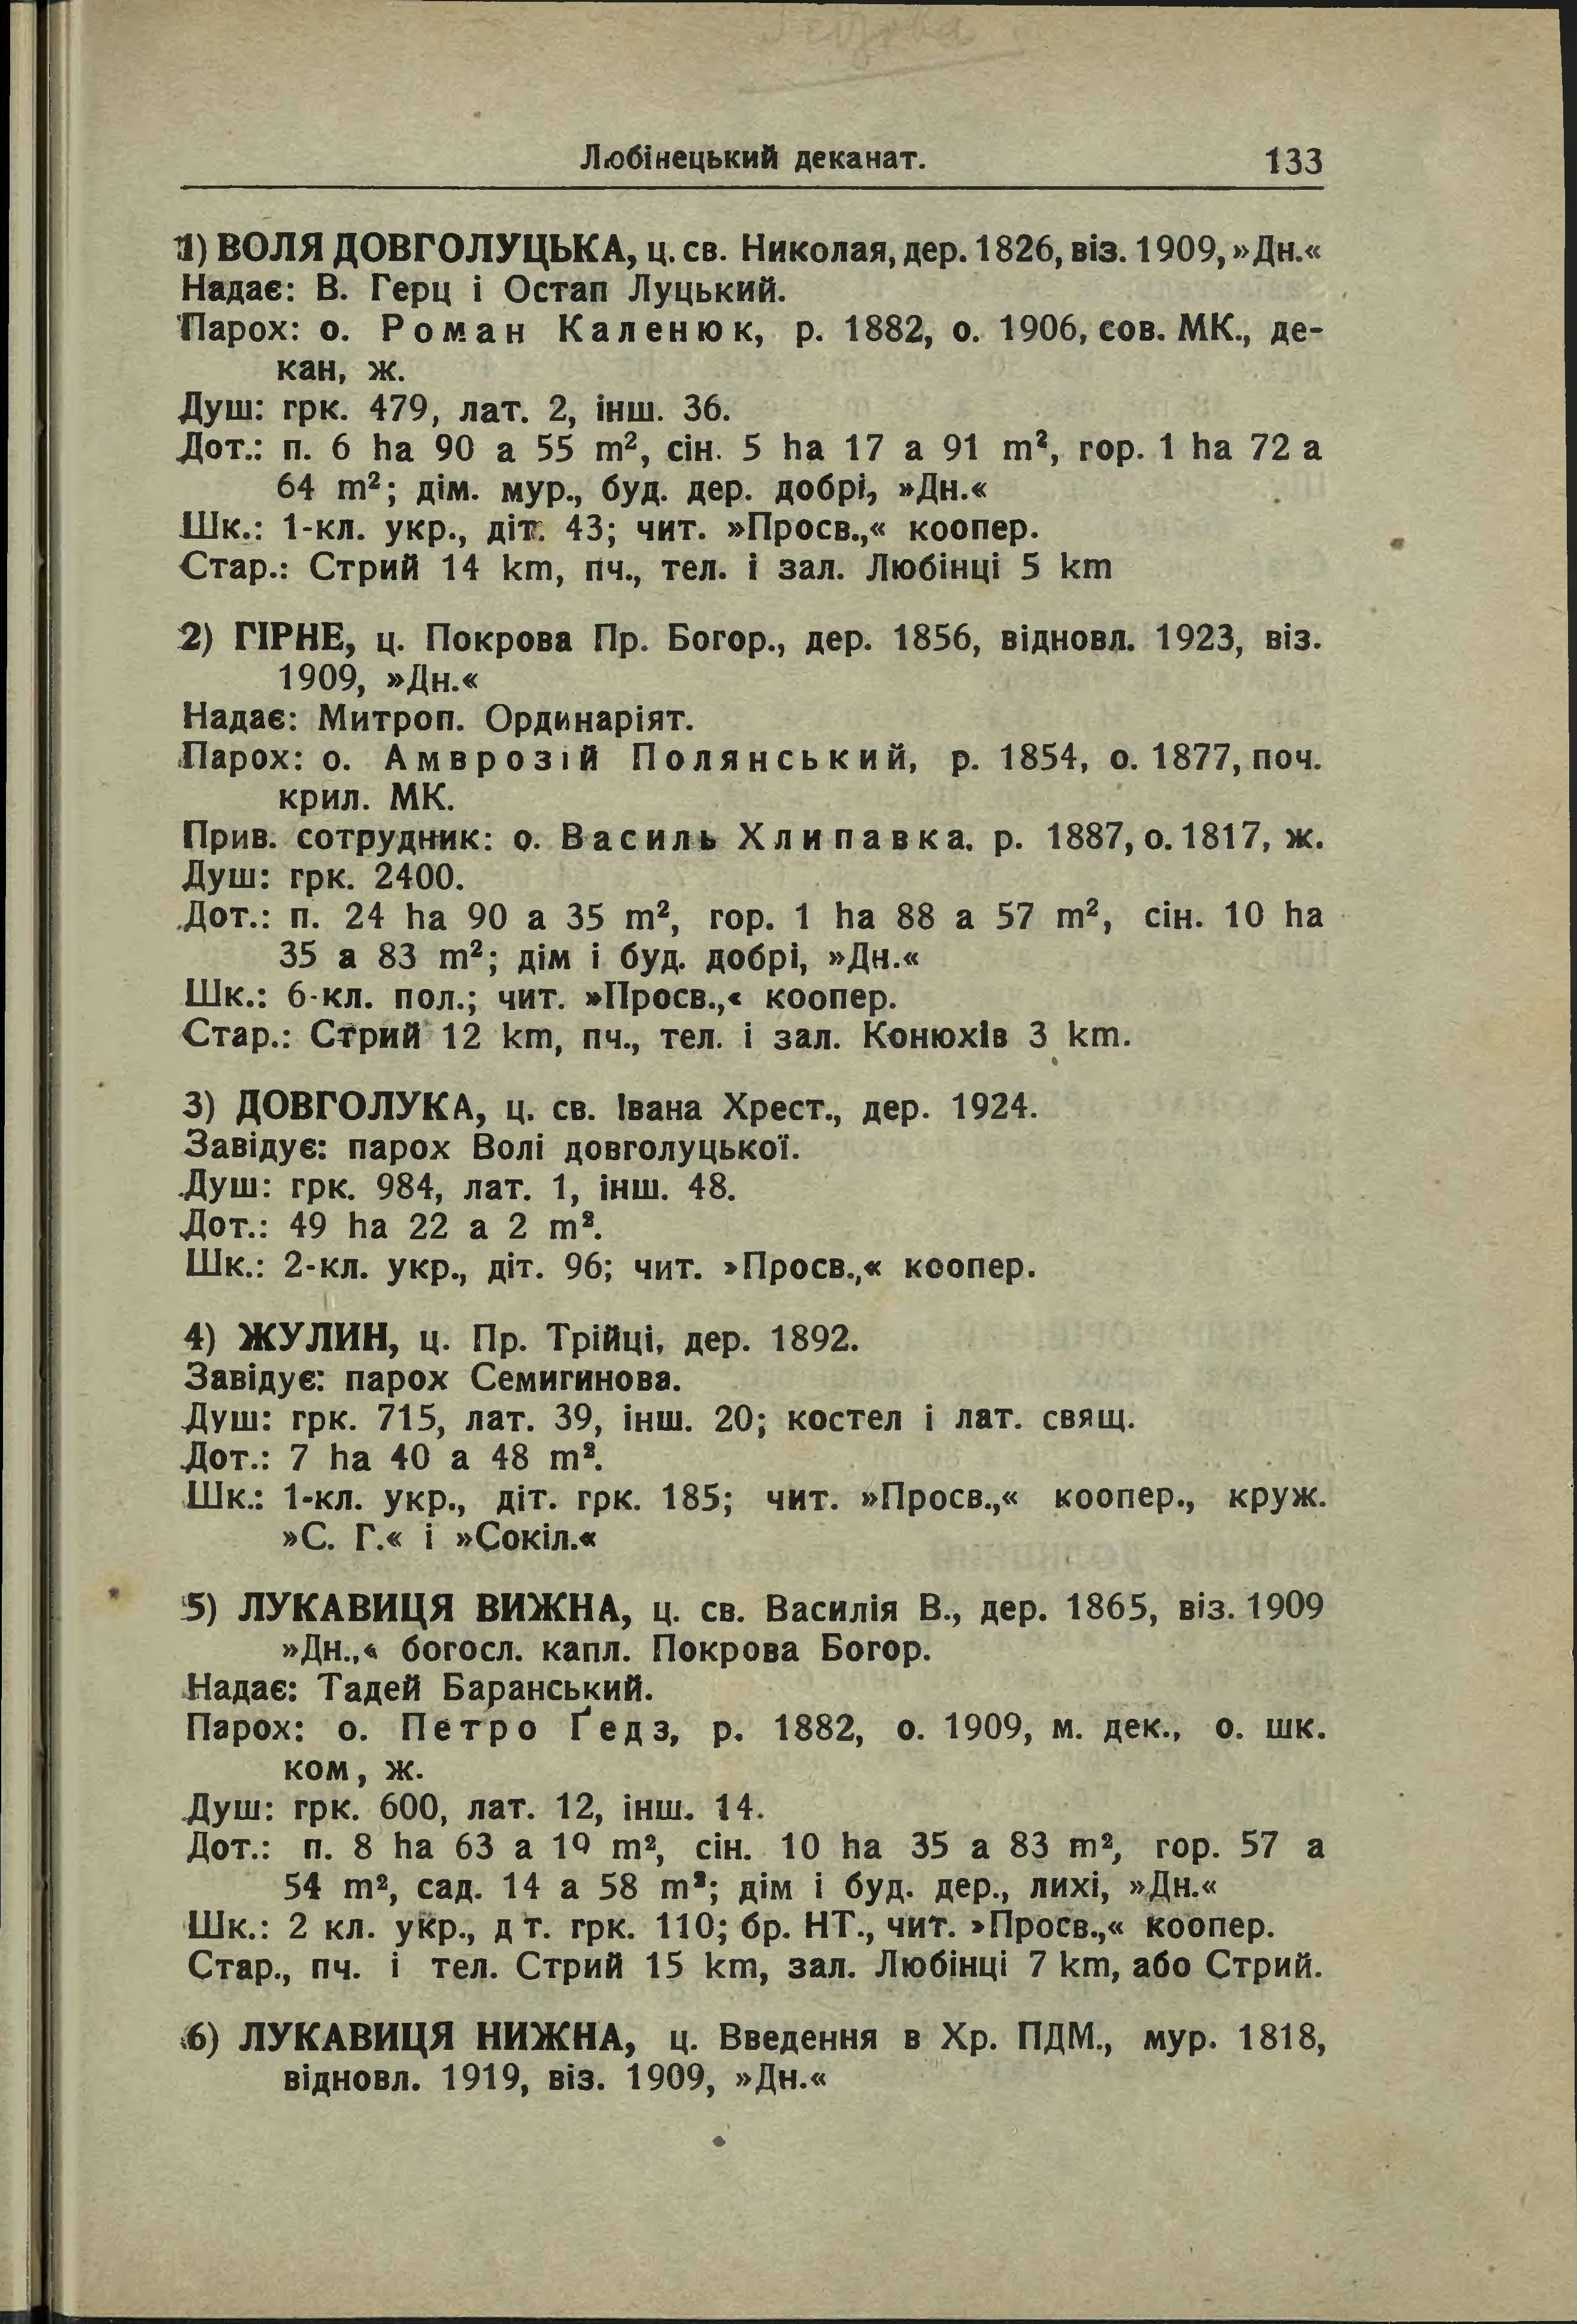 Любінецький деканат. 133
1) ВОЛЯ ДОВГОЛУЦЬКА, ц. св. Николая, дер. 1826, віз. 1909, »Дн.«
Надає: В. Герц і Остап Луцький.
Парох: о. Роман Каленюк, р. 1882, о. 1906, сов. МК., де-
кан, ж.
Душ: грк. 479, лат. 2, інш. 36.
Дот.: п. 6 ha 90 a 55 m², сін. 5 ha 17 a 91 m², гор. 1 ha 72 a
64 m²; дім. мур., буд. дер. добрі, »Дн.«
Шк.: 1-кл. укр., діт. 43; чит. »Просв.,« коопер.
Стар.: Стрий 14 km, пч., тел. і зал. Любінці 5 km
2) ГІРНЕ, ц. Покрова Пр. Богор., дер. 1856, відновл. 1923, віз.
1909, »Дн.«
Надає: Митроп. Ординаріят.
Парох: о. Амврозій Полянський, р. 1854, о. 1877, поч.
крил. МК.
Прив. сотрудник: о. Василь Хлипавка, р. 1887, о. 1817, ж.
Душ: грк. 2400.
Дот.: п. 24 ha 90 a 35 m², гор. 1 ha 88 a 57 m², сін. 10 ha
35 a 83 m²; дім і буд. добрі, »Дн.«
Шк.: 6-кл. пол.; чит. »Просв.,« коопер.
Стар.: Стрий 12 km, пч., тел. і зал. Конюхів 3 km.
3) ДОВГОЛУКА, ц. св. Івана Хрест., дер. 1924.
Завідує: парох Волі довголуцької.
Душ: грк. 984, лат. 1, інш. 48.
Дот.: 49 ha 22 a 2 m².
Шк.: 2-кл. укр., діт. 96; чит. »Просв.,« коопер.
4) ЖУЛИН, ц. Пр. Трійці, дер. 1892.
Завідує: парох Семигинова.
Душ: грк. 715, лат. 39, інш. 20; костел і лат. свящ.
Дот.: 7 ha 40 a 48 m².
Шк.: 1-кл. укр., діт. грк. 185; чит. »Просв.,« коопер., круж.
»С. Г.« і »Сокіл.«
5) ЛУКАВИЦЯ ВИЖНА, ц. св. Василія В., дер. 1865, віз. 1909
»Дн.,« богосл. капл. Покрова Богор.
Надає: Тадей Баранський.
Парох: о. Петро Ґедз, р. 1882, о. 1909, м. дек., о. шк.
ком, ж.
Душ: грк. 600, лат. 12, інш. 14.
Дот.: п. 8 ha 63 a m², сін. 10 ha 35 a 83 m², гор. 57 a
54 m², сад. 14 a 58 m²; дім і буд. дер., лихі, »Дн.«
Шк.: 2 кл. укр., д т. грк. 110; бр. НТ., чит. »Просв.,« коопер.
Стар., пч. і тел. Стрий 15 km, зал. Любінці 7 km, або Стрий.
6) ЛУКАВИЦЯ НИЖНА, ц. Введення в Хр. ПДМ., мур. 1818,
відновл. 1919, віз. 1909, »Дн.«